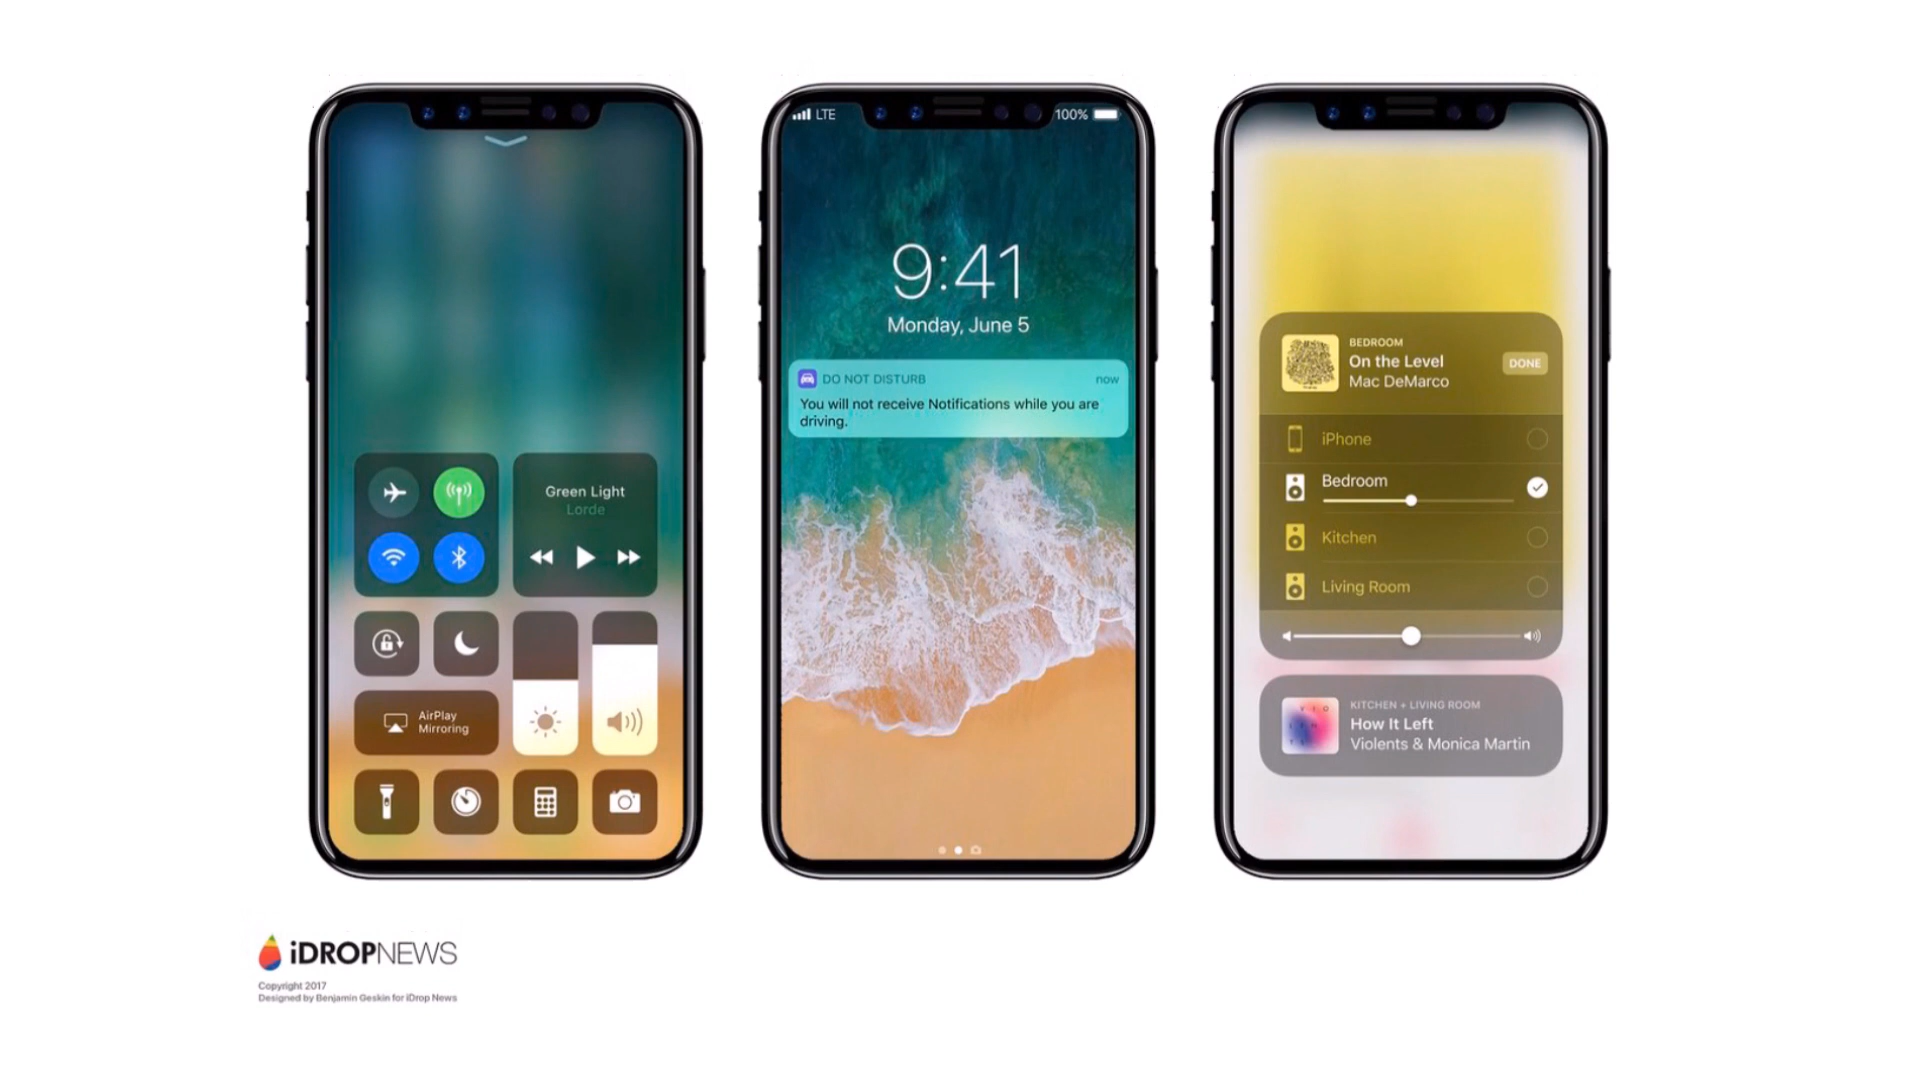 Green Light
Lorde
AirPlay
Mirroring
LTE
100%
9:41
Monday, June 5
DO NOT DISTURB now
You will not receive Notifications while you are
driving.
BEDROOM
On the Level
Mac DeMarco
DONE
iPhone
Bedroom
Kitchen
Living Room
KITCHEN + LIVING ROOM
How It Left
Violents & Monica Martin
iDROPNEWS
Copyright 2017
Designed by Benjamin Geskin for iDrop News